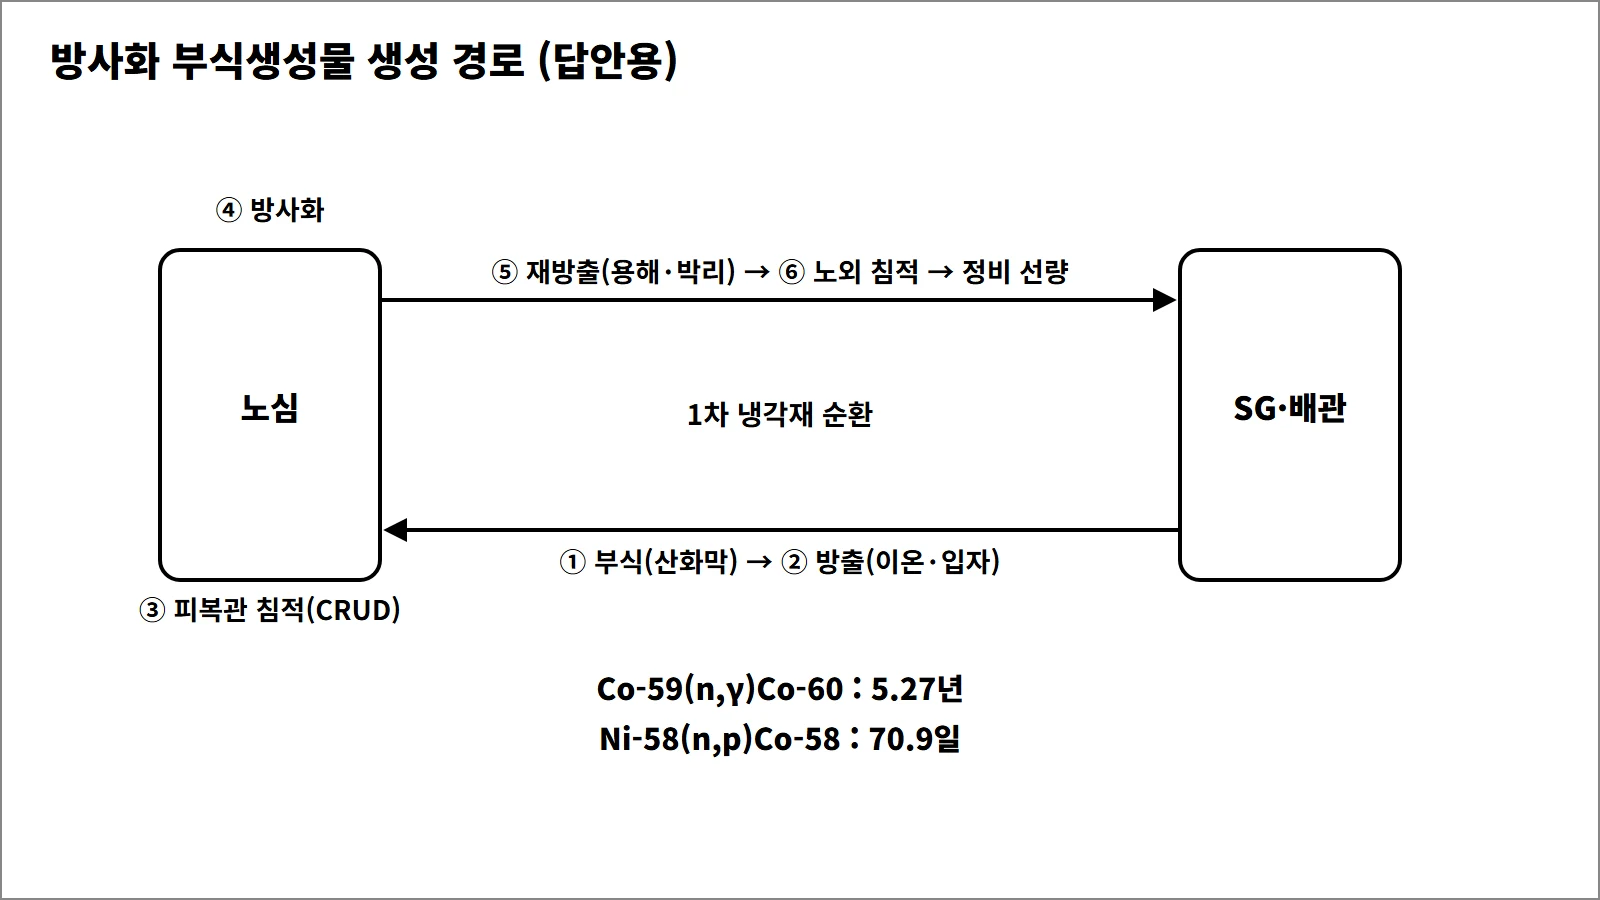 방사화 부식생성물 생성 경로 (답안용)
④ 방사화
⑤ 재방출(용해·박리) → ⑥ 노외 침적 → 정비 선량
노심
1차 냉각재 순환
SG·배관
① 부식(산화막) → ② 방출(이온·입자)
③ 피복관 침적(CRUD)
Co-59(n,γ)Co-60 : 5.27년
Ni-58(n,p)Co-58 : 70.9일